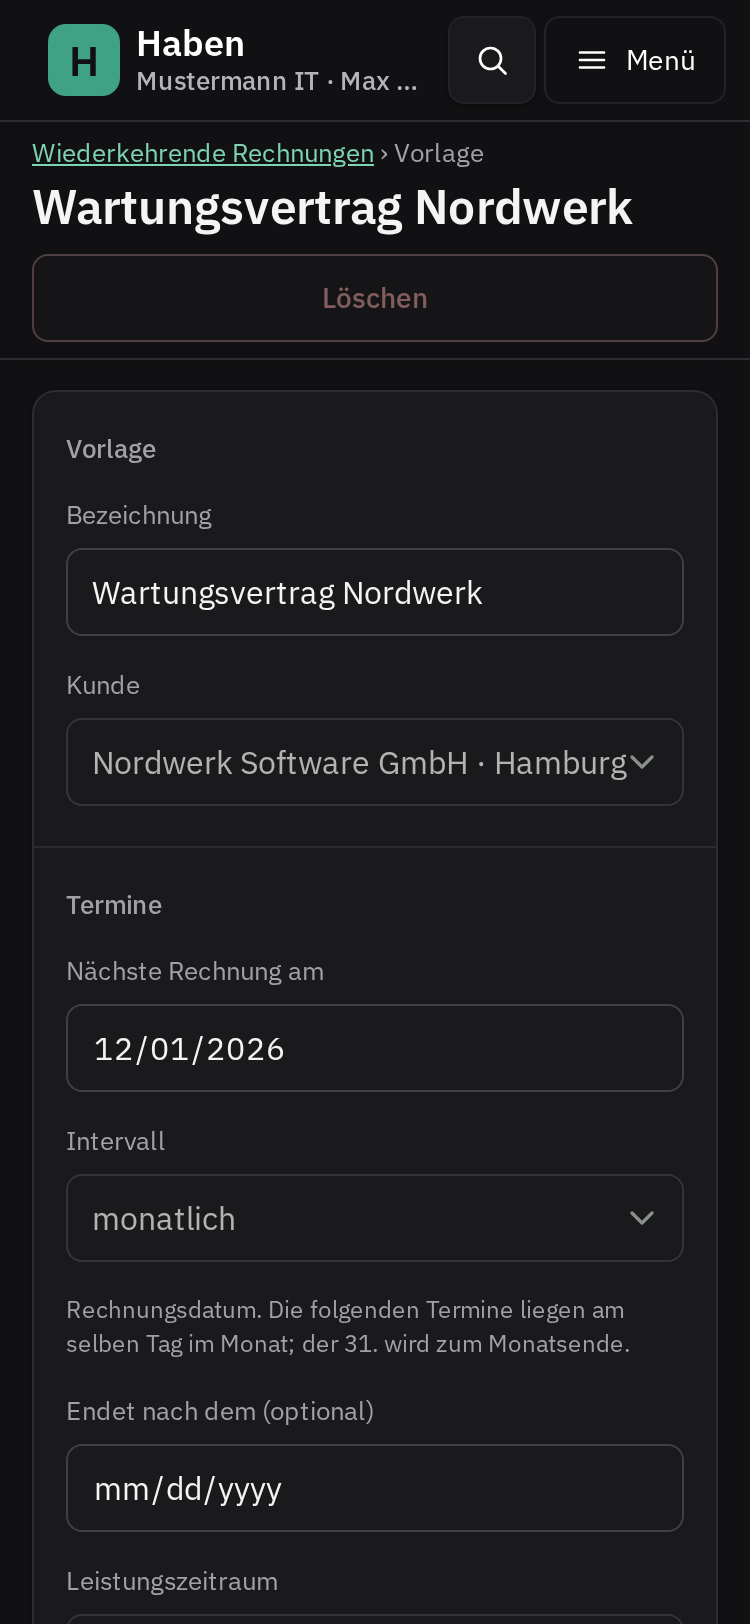 H
Haben
Mustermann IT · Max ...
Menü
Wiederkehrende Rechnungen › Vorlage
Wartungsvertrag Nordwerk
Löschen
Vorlage
Bezeichnung
Wartungsvertrag Nordwerk
Kunde
Nordwerk Software GmbH · Hamburg
Termine
Nächste Rechnung am
12/01/2026
Intervall
monatlich
Rechnungsdatum. Die folgenden Termine liegen am
selben Tag im Monat; der 31. wird zum Monatsende.
Endet nach dem (optional)
mm/dd/yyyy
Leistungszeitraum